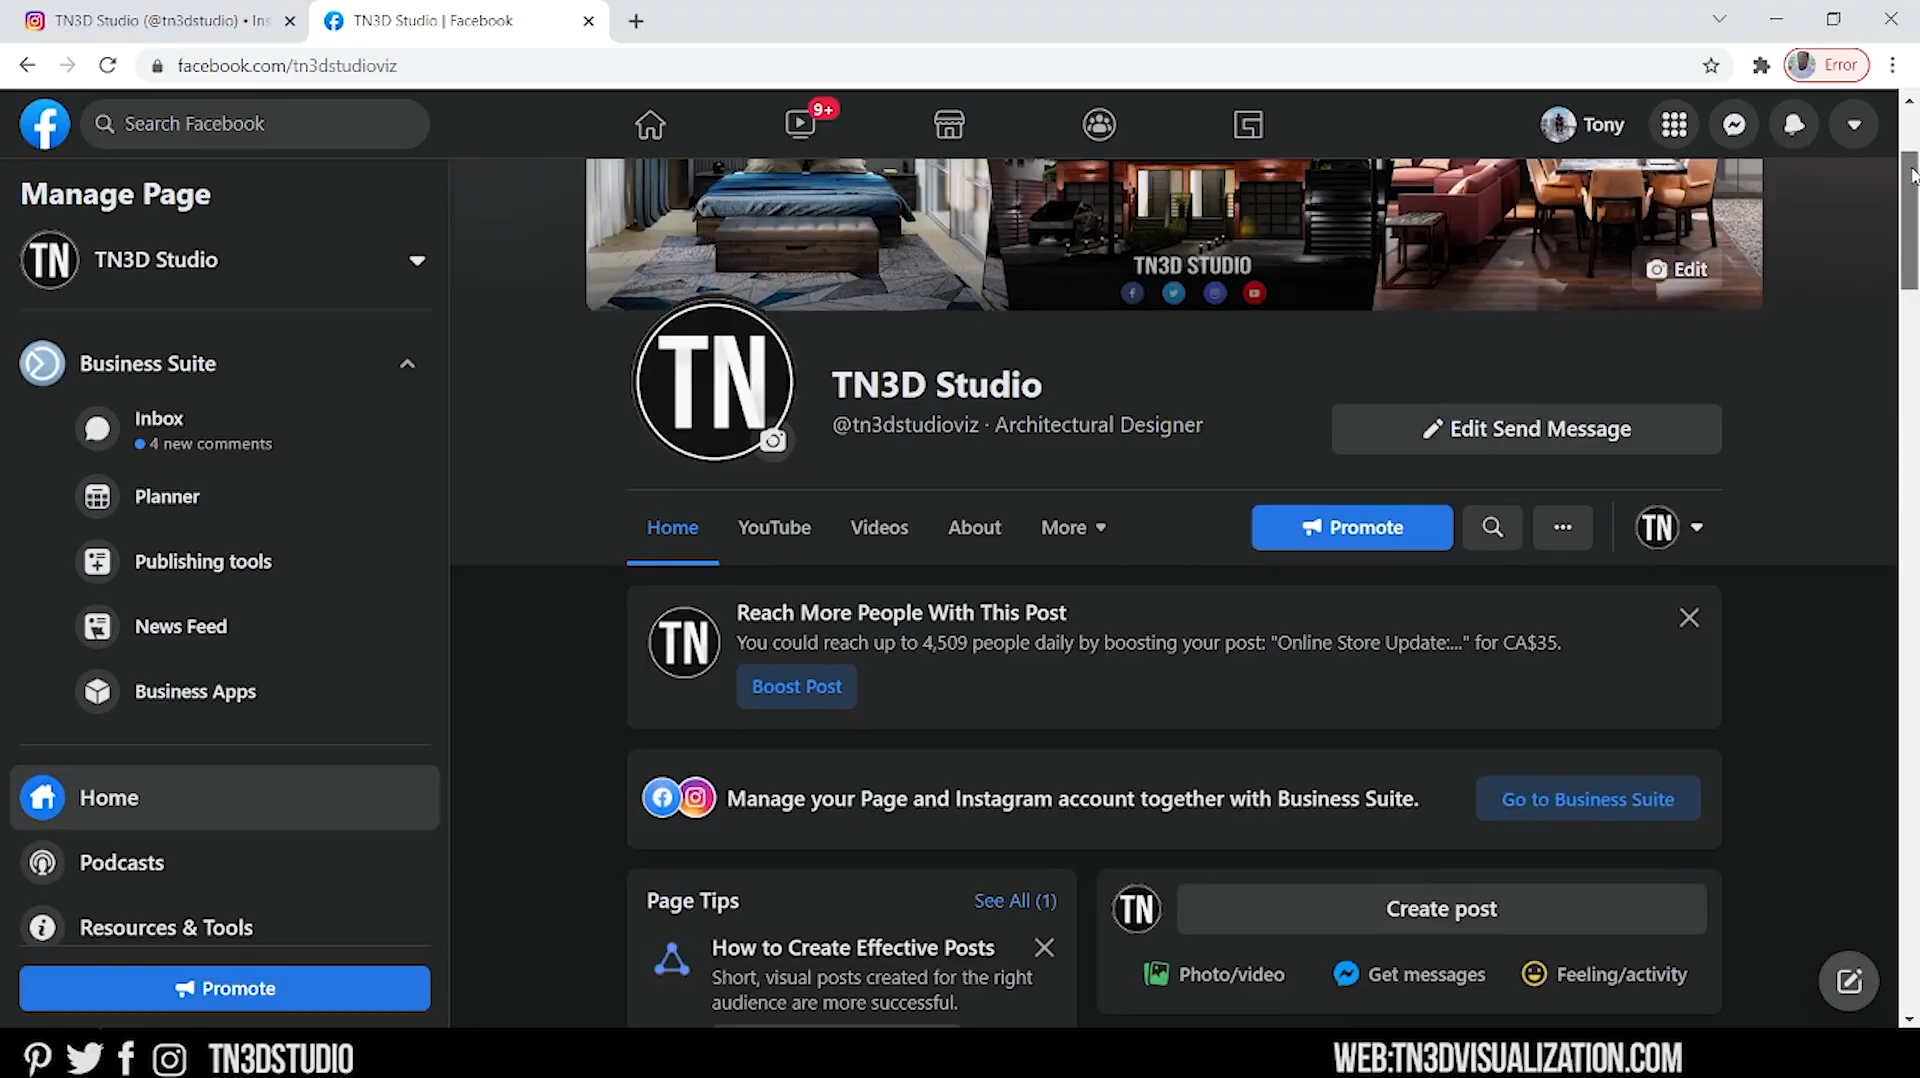 TN3D Studio (@tn3dstudio) • Ins
TN3D Studio | Facebook
facebook.com/tn3dstudioviz
Error
Search Facebook
9+
Tony
Manage Page
TN TN3D Studio
Business Suite
Inbox
4 new comments
Planner
Publishing tools
News Feed
Business Apps
Home
Podcasts
Resources & Tools
Promote
TN3D STUDIO
Edit
TN
TN3D Studio
@tn3dstudioviz · Architectural Designer
Edit Send Message
Home YouTube Videos About More
Promote
TN
TN
Reach More People With This Post
You could reach up to 4,509 people daily by boosting your post: "Online Store Update:..." for CA$35.
Boost Post
Manage your Page and Instagram account together with Business Suite.
Go to Business Suite
Page Tips
See All (1)
How to Create Effective Posts
Short, visual posts created for the right
audience are more successful.
TN
Create post
Photo/video Get messages Feeling/activity
TN3DSTUDIO
WEB:TN3DVISUALIZATION.COM